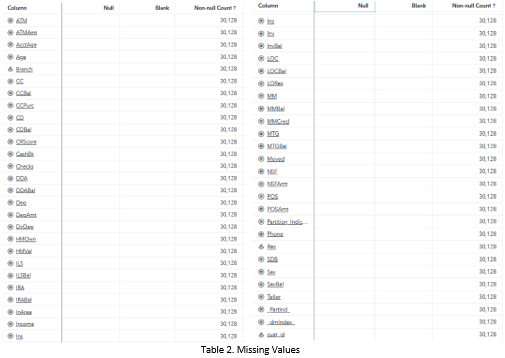 Column Null Blank Non-null Count ↑
ATM 30,128
ATMAmt 30,128
AcctAge 30,128
Age 30,128
Branch 30,128
CC 30,128
CCBal 30,128
CCPurc 30,128
CD 30,128
CDBal 30,128
CRScore 30,128
CashBk 30,128
Checks 30,128
DDA 30,128
DDABal 30,128
Dep 30,128
DepAmt 30,128
DirDep 30,128
HMOwn 30,128
HMVal 30,128
ILS 30,128
ILSBal 30,128
IRA 30,128
IRABal 30,128
InArea 30,128
Income 30,128
Ins 30,128
Column Null Blank Non-null Count ↑
Ins 30,128
Inv 30,128
InvBal 30,128
LOC 30,128
LOCBal 30,128
LORes 30,128
MM 30,128
MMBal 30,128
MMCred 30,128
MTG 30,128
MTGBal 30,128
Moved 30,128
NSF 30,128
NSFAmt 30,128
POS 30,128
POSAmt 30,128
Partition_Indic... 30,128
Phone 30,128
Res 30,128
SDB 30,128
Sav 30,128
SavBal 30,128
Teller 30,128
_PartInd_ 30,128
_dmIndex_ 30,128
cust_id 30,128
Table 2. Missing Values